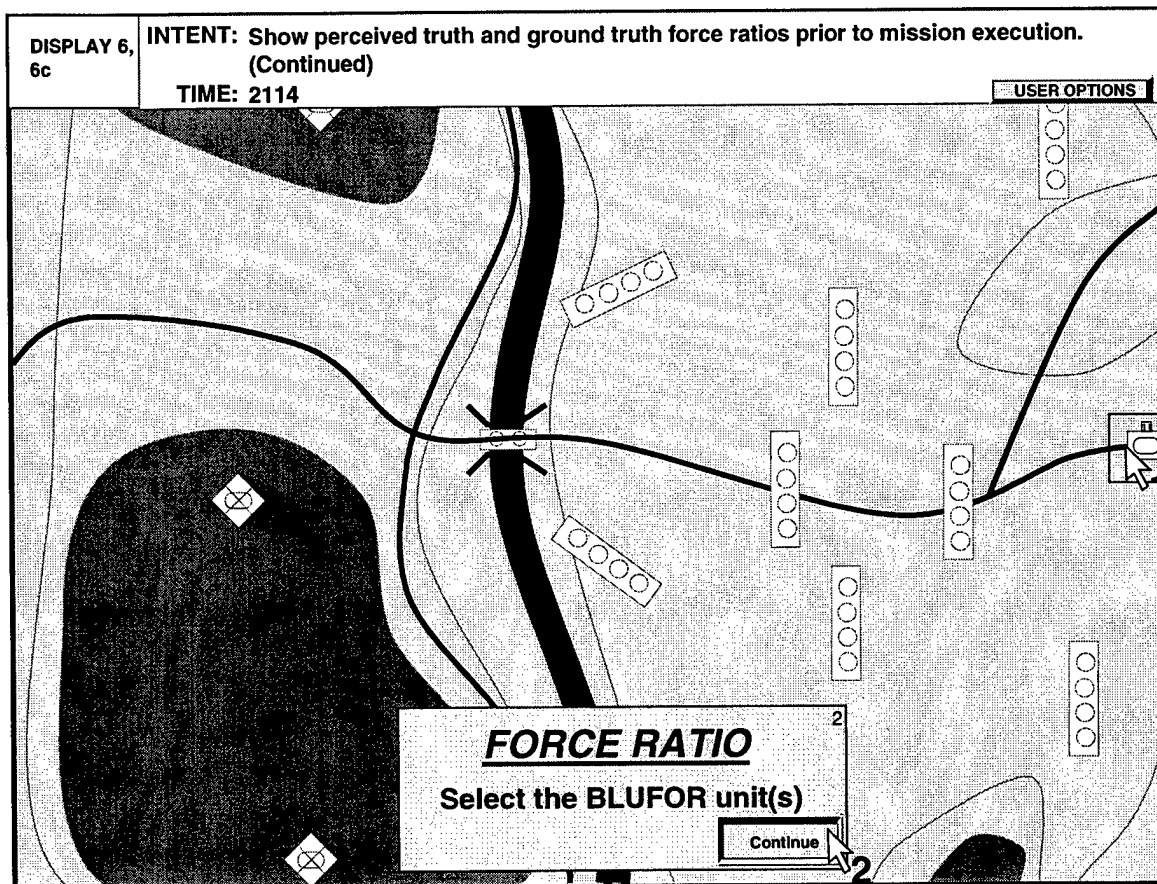 DISPLAY 6,
6c
INTENT: Show perceived truth and ground truth force ratios prior to mission execution.
(Continued)
TIME: 2114
USER OPTIONS
2
FORCE RATIO
Select the BLUFOR unit(s)
Continue
2